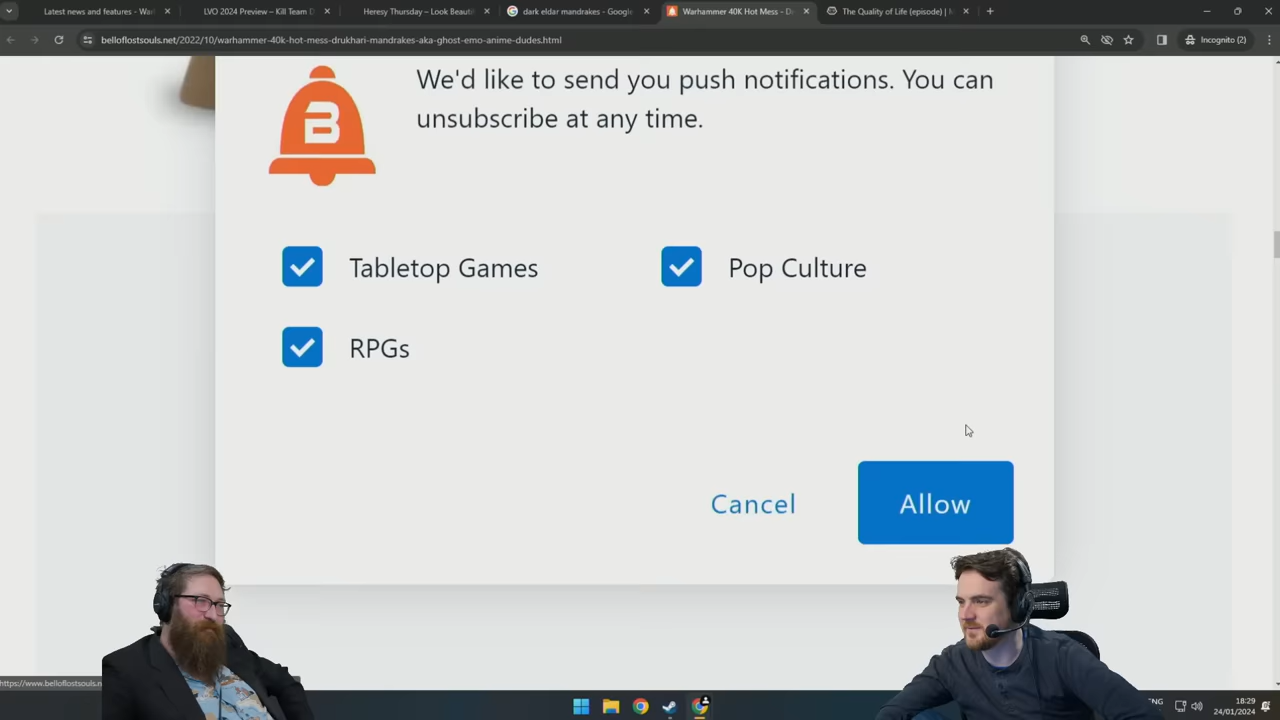 Latest news and features - War
LVO 2024 Preview – Kill Team D
Heresy Thursday – Look Beauti
dark eldar mandrakes - Google
Warhammer 40K Hot Mess - D
The Quality of Life (episode) |
belloflostsouls.net/2022/10/warhammer-40k-hot-mess-drukhari-mandrakes-aka-ghost-emo-anime-dudes.html
Incognito (2)
B
We'd like to send you push notifications. You can
unsubscribe at any time.
Tabletop Games
Pop Culture
RPGs
Cancel
Allow
https://www.belloflostsouls.n
ENG
18:29
24/01/2024